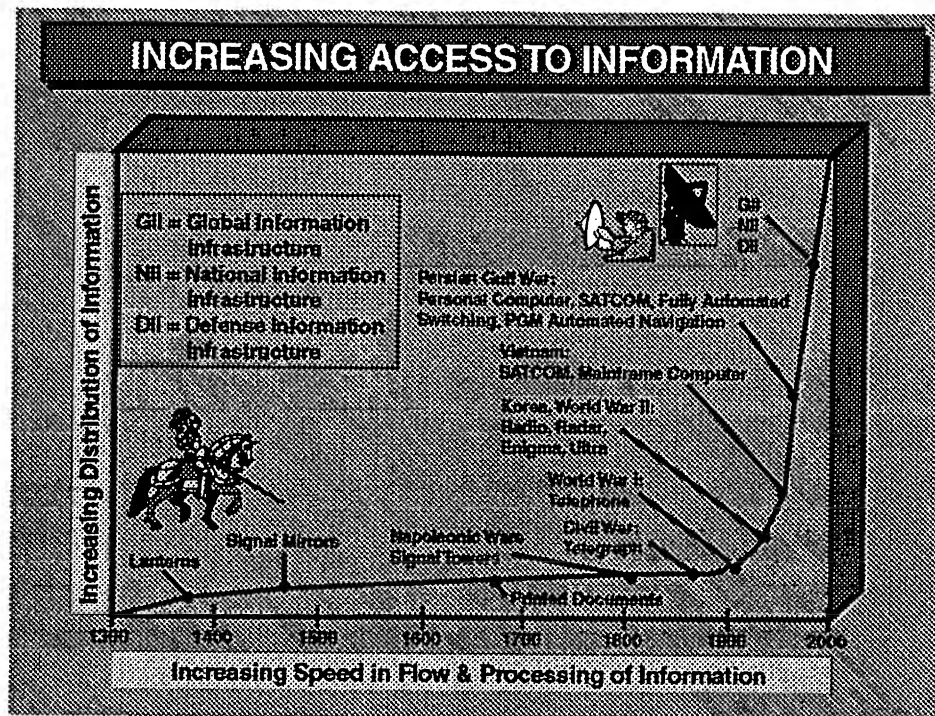 INCREASING ACCESS TO INFORMATION
Increasing Distribution of Information
GII = Global Information
Infrastructure
NII = National Information
Infrastructure
DII = Defense Information
Infrastructure
GII
NII
DII
Persian Gulf War:
Personal Computer, SATCOM, Fully Automated
Switching, PGM Automated Navigation
Vietnam:
SATCOM, Mainframe Computer
Korea, World War II:
Radio, Radar,
Enigma, Ultra
World War I:
Telephone
Civil War:
Telegraph
Napoleonic Wars
Signal Towers
Signal Mirrors
Lanterns
Printed Documents
1300 1400 1500 1600 1700 1800 1900 2000
Increasing Speed in Flow & Processing of Information